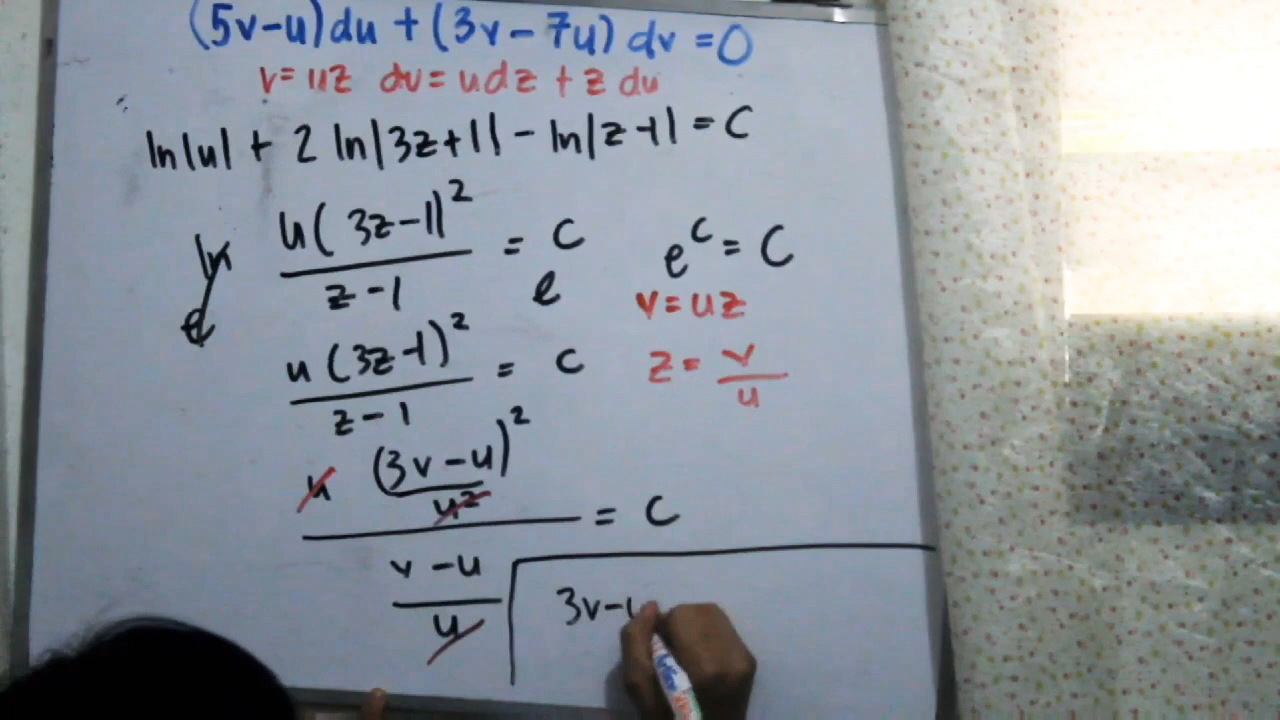 (5v-u)du + (3v-7u) dv = 0
v = uz dv = udz + z du
ln|u| + 2 ln|3z+1| - ln|z-1| = C
ln u(3z-1)² / z-1 = C
e e
e^C = C
v = uz
u(3z-1)² / z-1 = C
z = v/u
u (3v-u)²/u² / v-u/u = C
3v-u